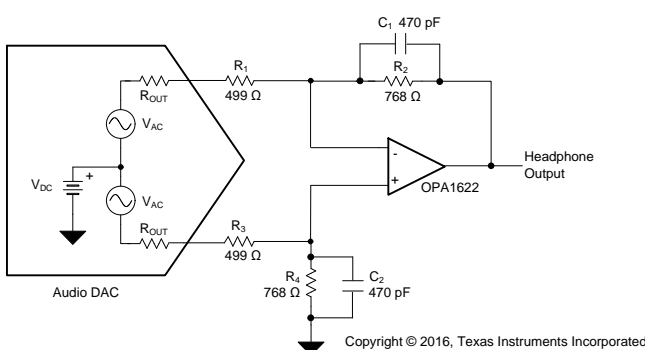 C1 470 pF
R1
499 Ω
R2
768 Ω
ROUT
VAC
VDC
+
VAC
ROUT
-
+
OPA1622
Headphone
Output
R3
499 Ω
R4
768 Ω
C2
470 pF
Audio DAC
Copyright © 2016, Texas Instruments Incorporated